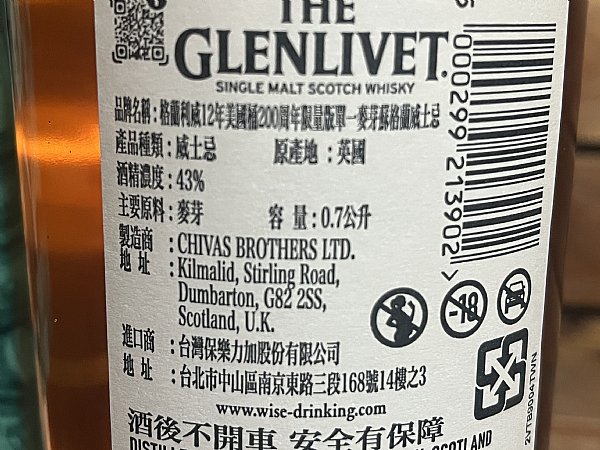 THE
GLENLIVET
SINGLE MALT SCOTCH WHISKY
品牌名稱：格蘭利威12年美國桶200周年限量版單一麥芽蘇格蘭威士忌
產品種類：威士忌 原產地：英國
酒精濃度：43%
主要原料：麥芽 容量：0.7公升
製造商：CHIVAS BROTHERS LTD.
地 址：Kilmalid, Stirling Road,
Dumbarton, G82 2SS,
Scotland, U.K.
進口商：台灣保樂力加股份有限公司
地 址：台北市中山區南京東路三段168號14樓之3
www.wise-drinking.com
酒後不開車 安全有保障
000299 213902 >
<18
2VTB9004TWN